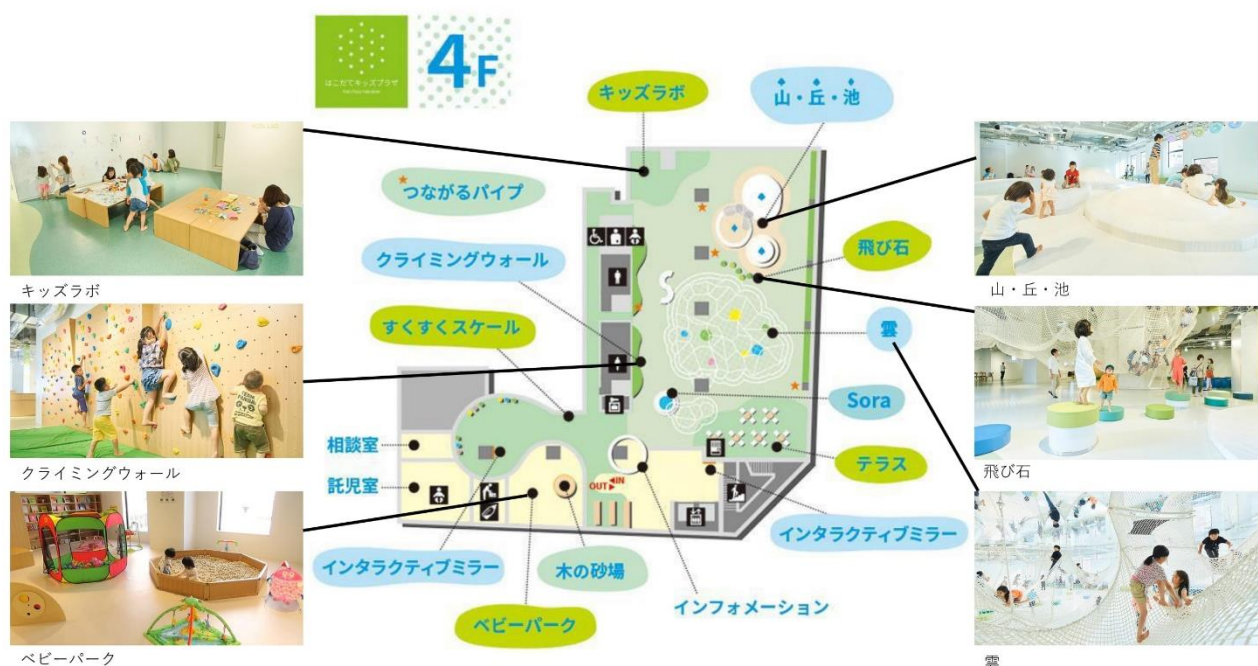 はこだてキッズプラザ
4F
キッズラボ
山・丘・池
つながるパイプ
クライミングウォール
飛び石
すくすくスケール
雲
Sora
相談室
テラス
託児室
IN
OUT
インタラクティブミラー
木の砂場
インタラクティブミラー
ベビーパーク
インフォメーション
キッズラボ
クライミングウォール
ベビーパーク
山・丘・池
飛び石
雲